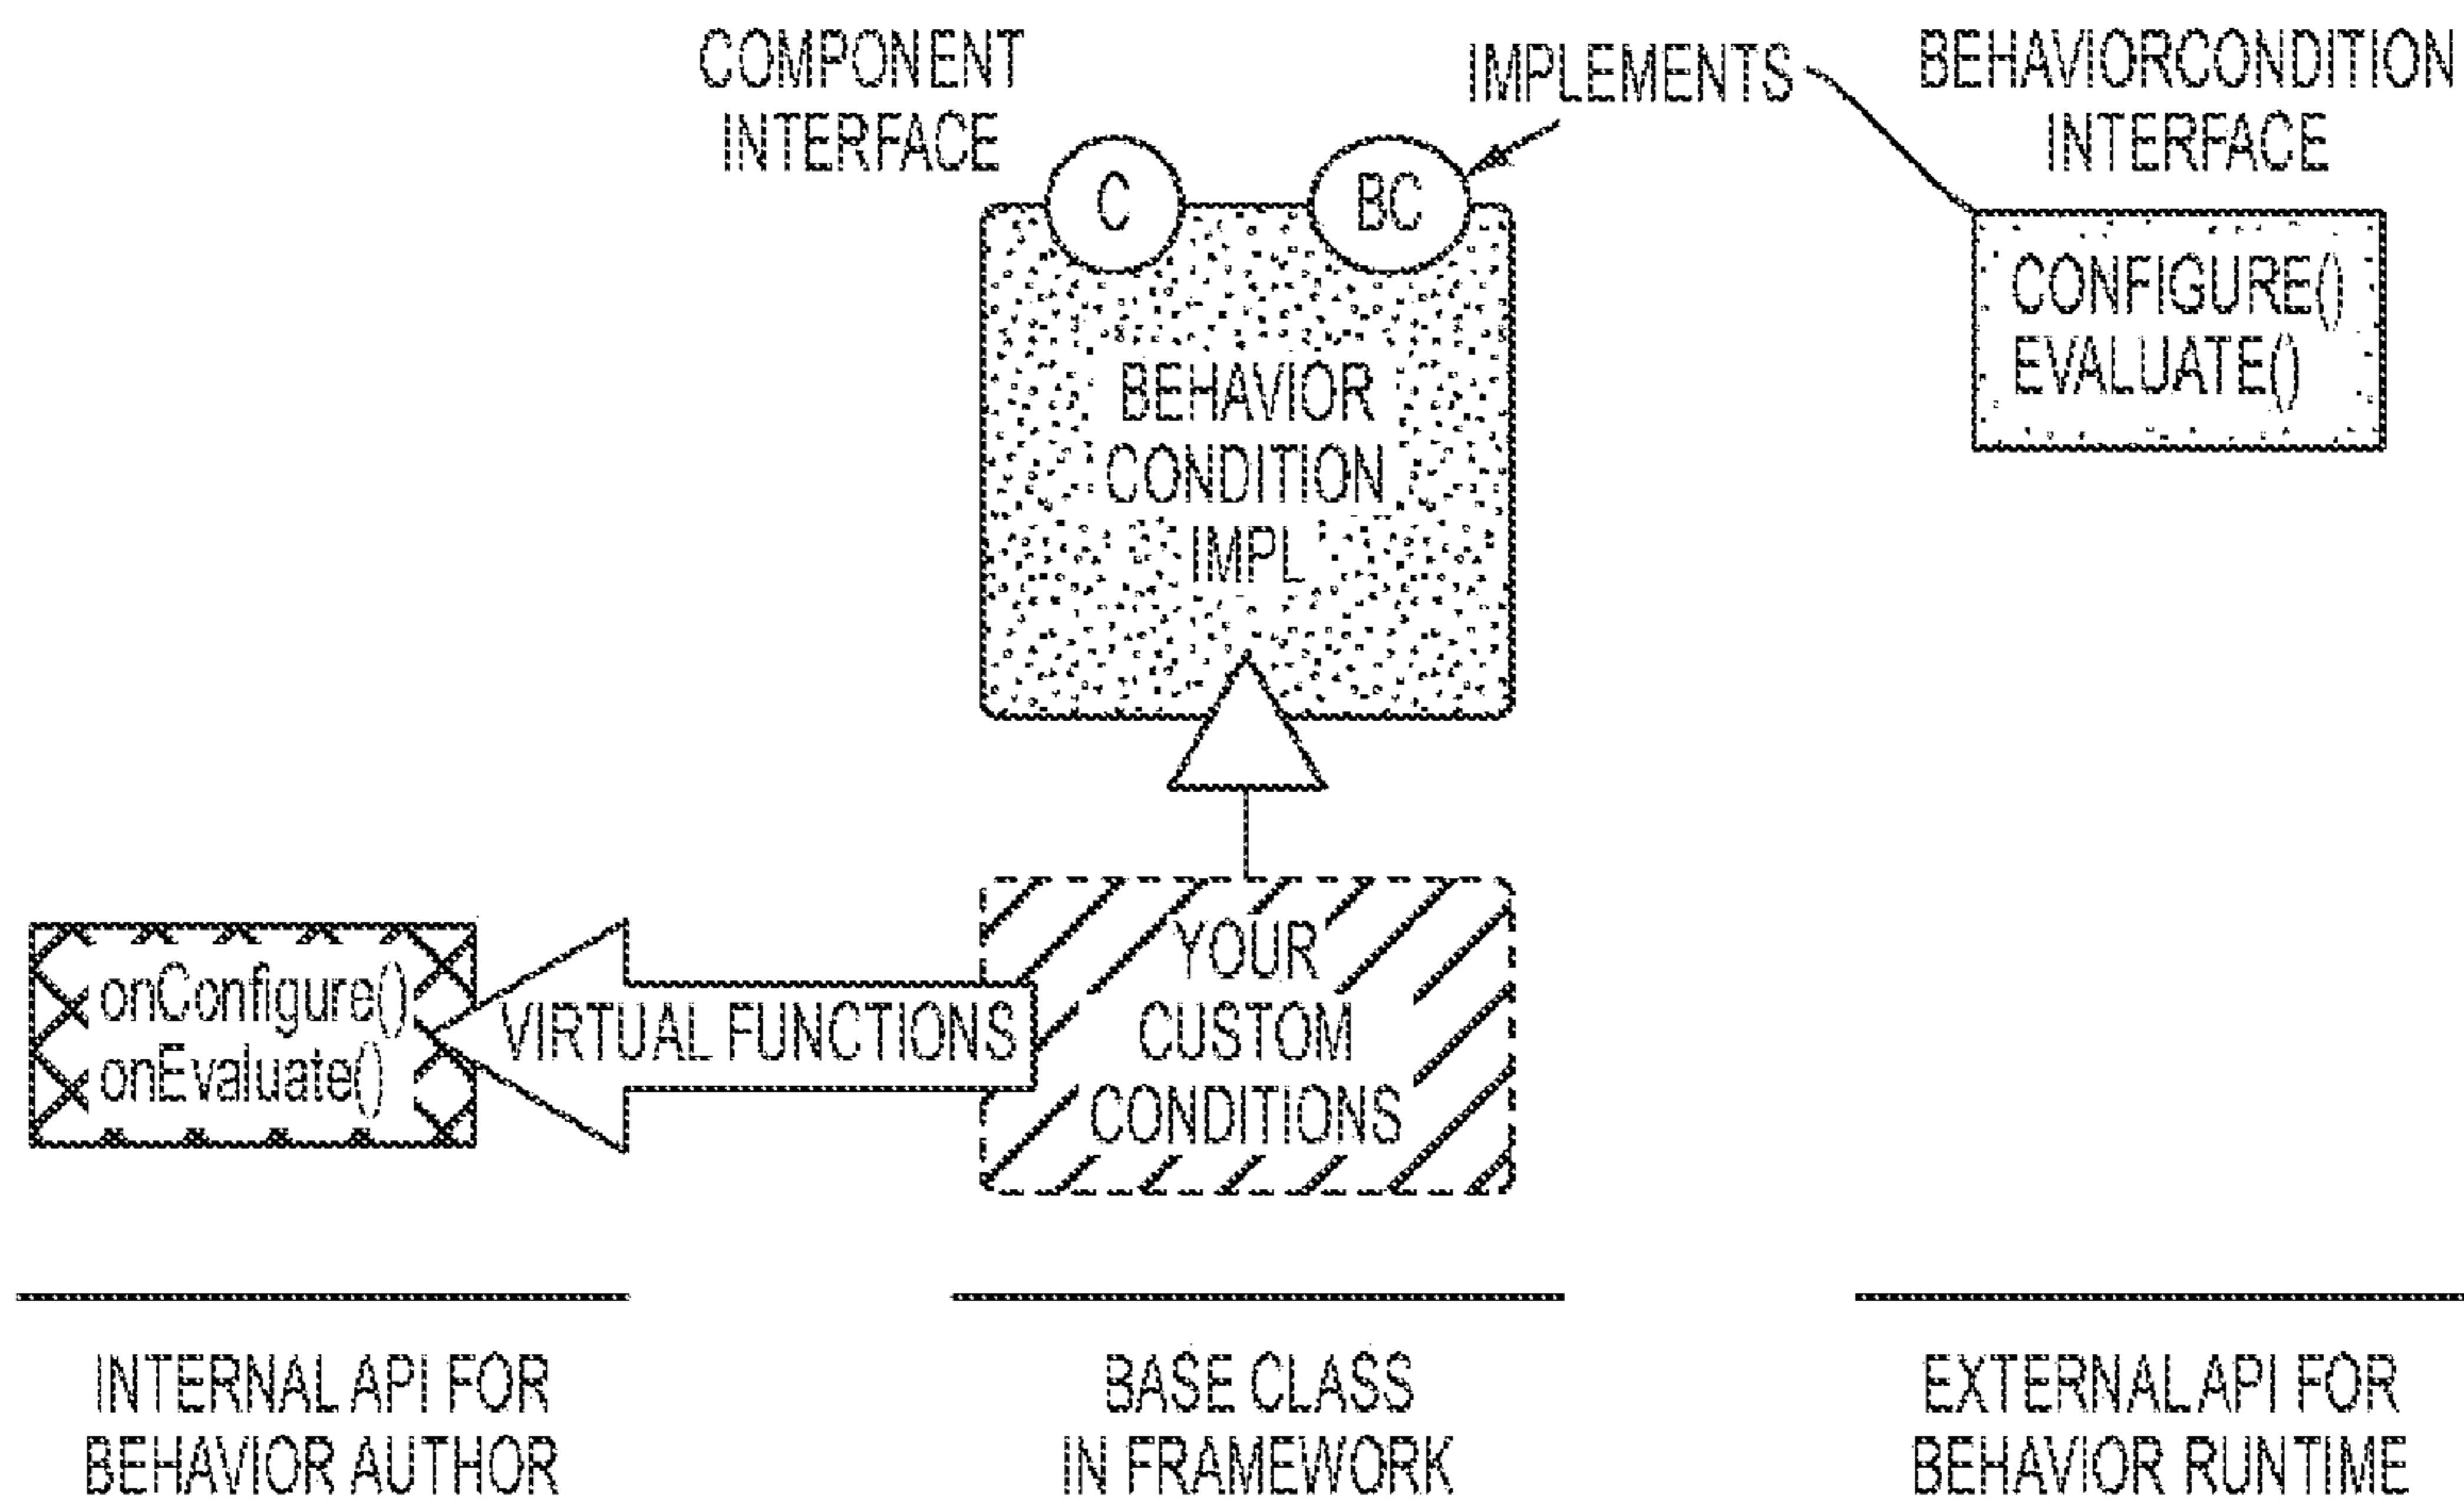 COMPONENT
INTERFACE
IMPLEMENTS
BEHAVIORCONDITION
INTERFACE
C
BC
CONFIGURE()
EVALUATE()
BEHAVIOR
CONDITION
IMPL
YOUR
CUSTOM
CONDITIONS
VIRTUAL FUNCTIONS
onConfigure()
onEvaluate()
INTERNAL API FOR
BEHAVIOR AUTHOR
BASE CLASS
IN FRAMEWORK
EXTERNAL API FOR
BEHAVIOR RUNTIME